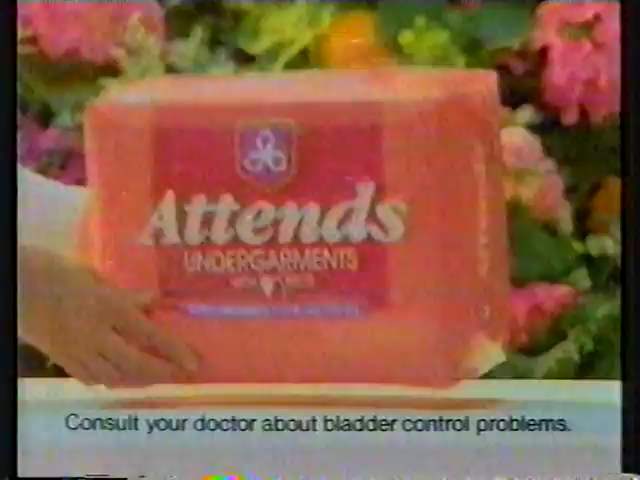 Attends
UNDERGARMENTS
Consult your doctor about bladder control problems.